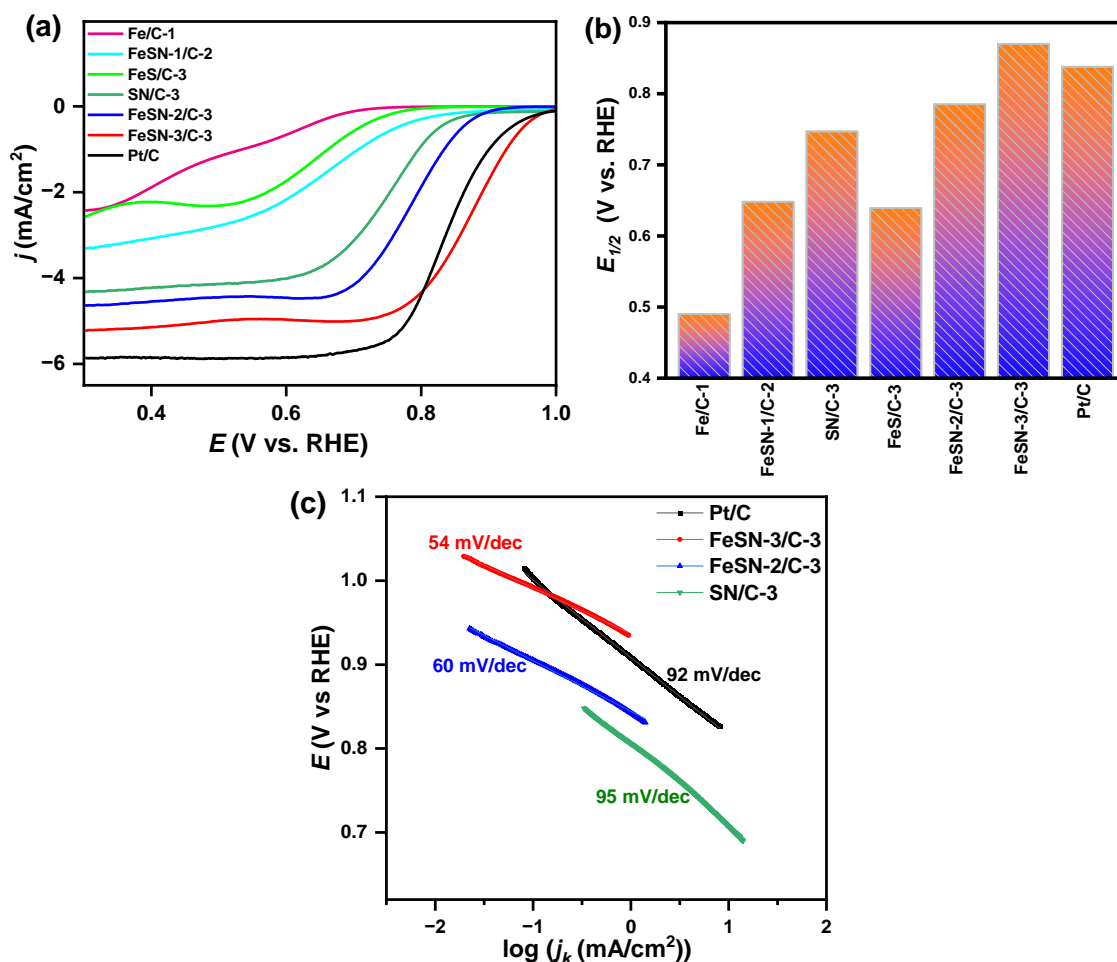 (a)
Fe/C-1
FeSN-1/C-2
FeS/C-3
SN/C-3
FeSN-2/C-3
FeSN-3/C-3
Pt/C
0
−2
−4
−6
j (mA/cm²)
0.4 0.6 0.8 1.0
E (V vs. RHE)
(b)
0.9
0.8
0.7
0.6
0.5
0.4
E1/2 (V vs. RHE)
Fe/C-1
FeSN-1/C-2
SN/C-3
FeS/C-3
FeSN-2/C-3
FeSN-3/C-3
Pt/C
(c)
1.1
1.0
0.9
0.8
0.7
E (V vs RHE)
Pt/C
FeSN-3/C-3
FeSN-2/C-3
SN/C-3
54 mV/dec
60 mV/dec
92 mV/dec
95 mV/dec
−2 −1 0 1 2
log (jk (mA/cm²))